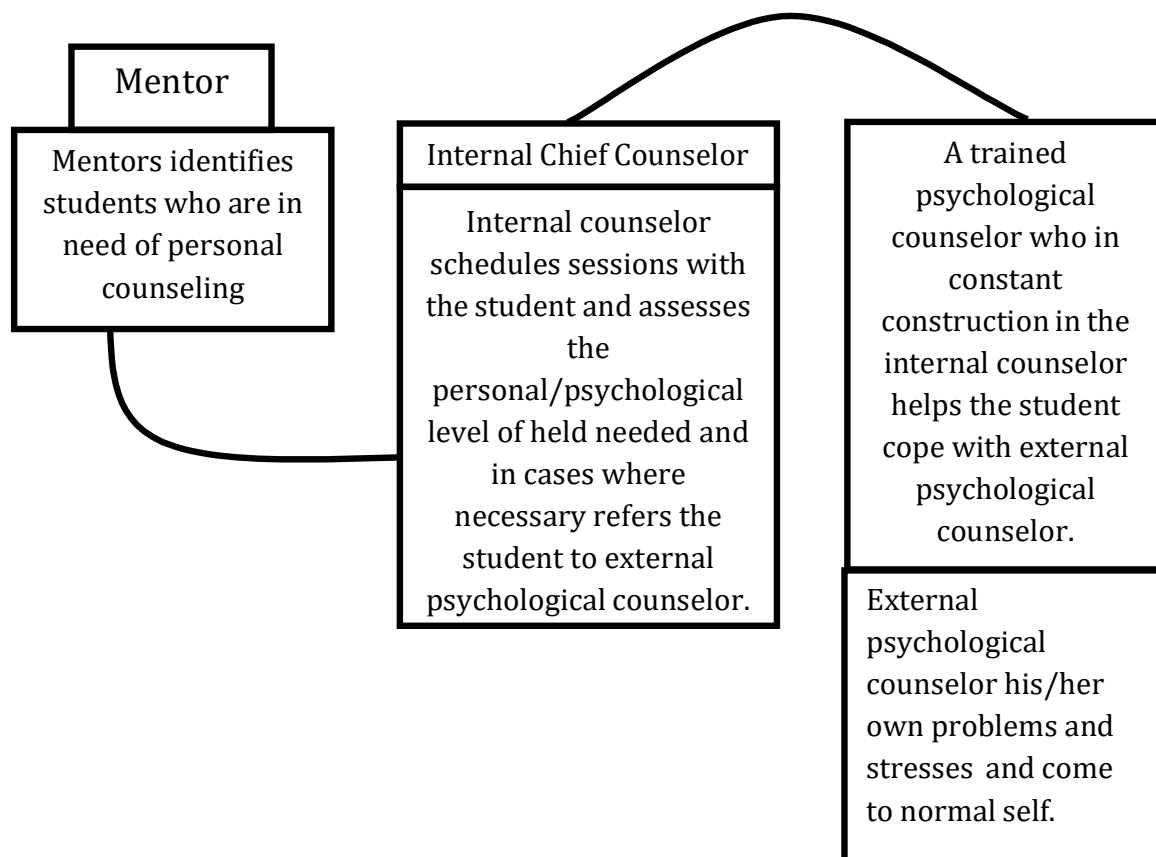 Mentor
Mentors identifies
students who are in
need of personal
counseling
Internal Chief Counselor
Internal counselor
schedules sessions with
the student and assesses
the
personal/psychological
level of held needed and
in cases where
necessary refers the
student to external
psychological counselor.
A trained
psychological
counselor who in
constant
construction in the
internal counselor
helps the student
cope with external
psychological
counselor.
External
psychological
counselor his/her
own problems and
stresses and come
to normal self.